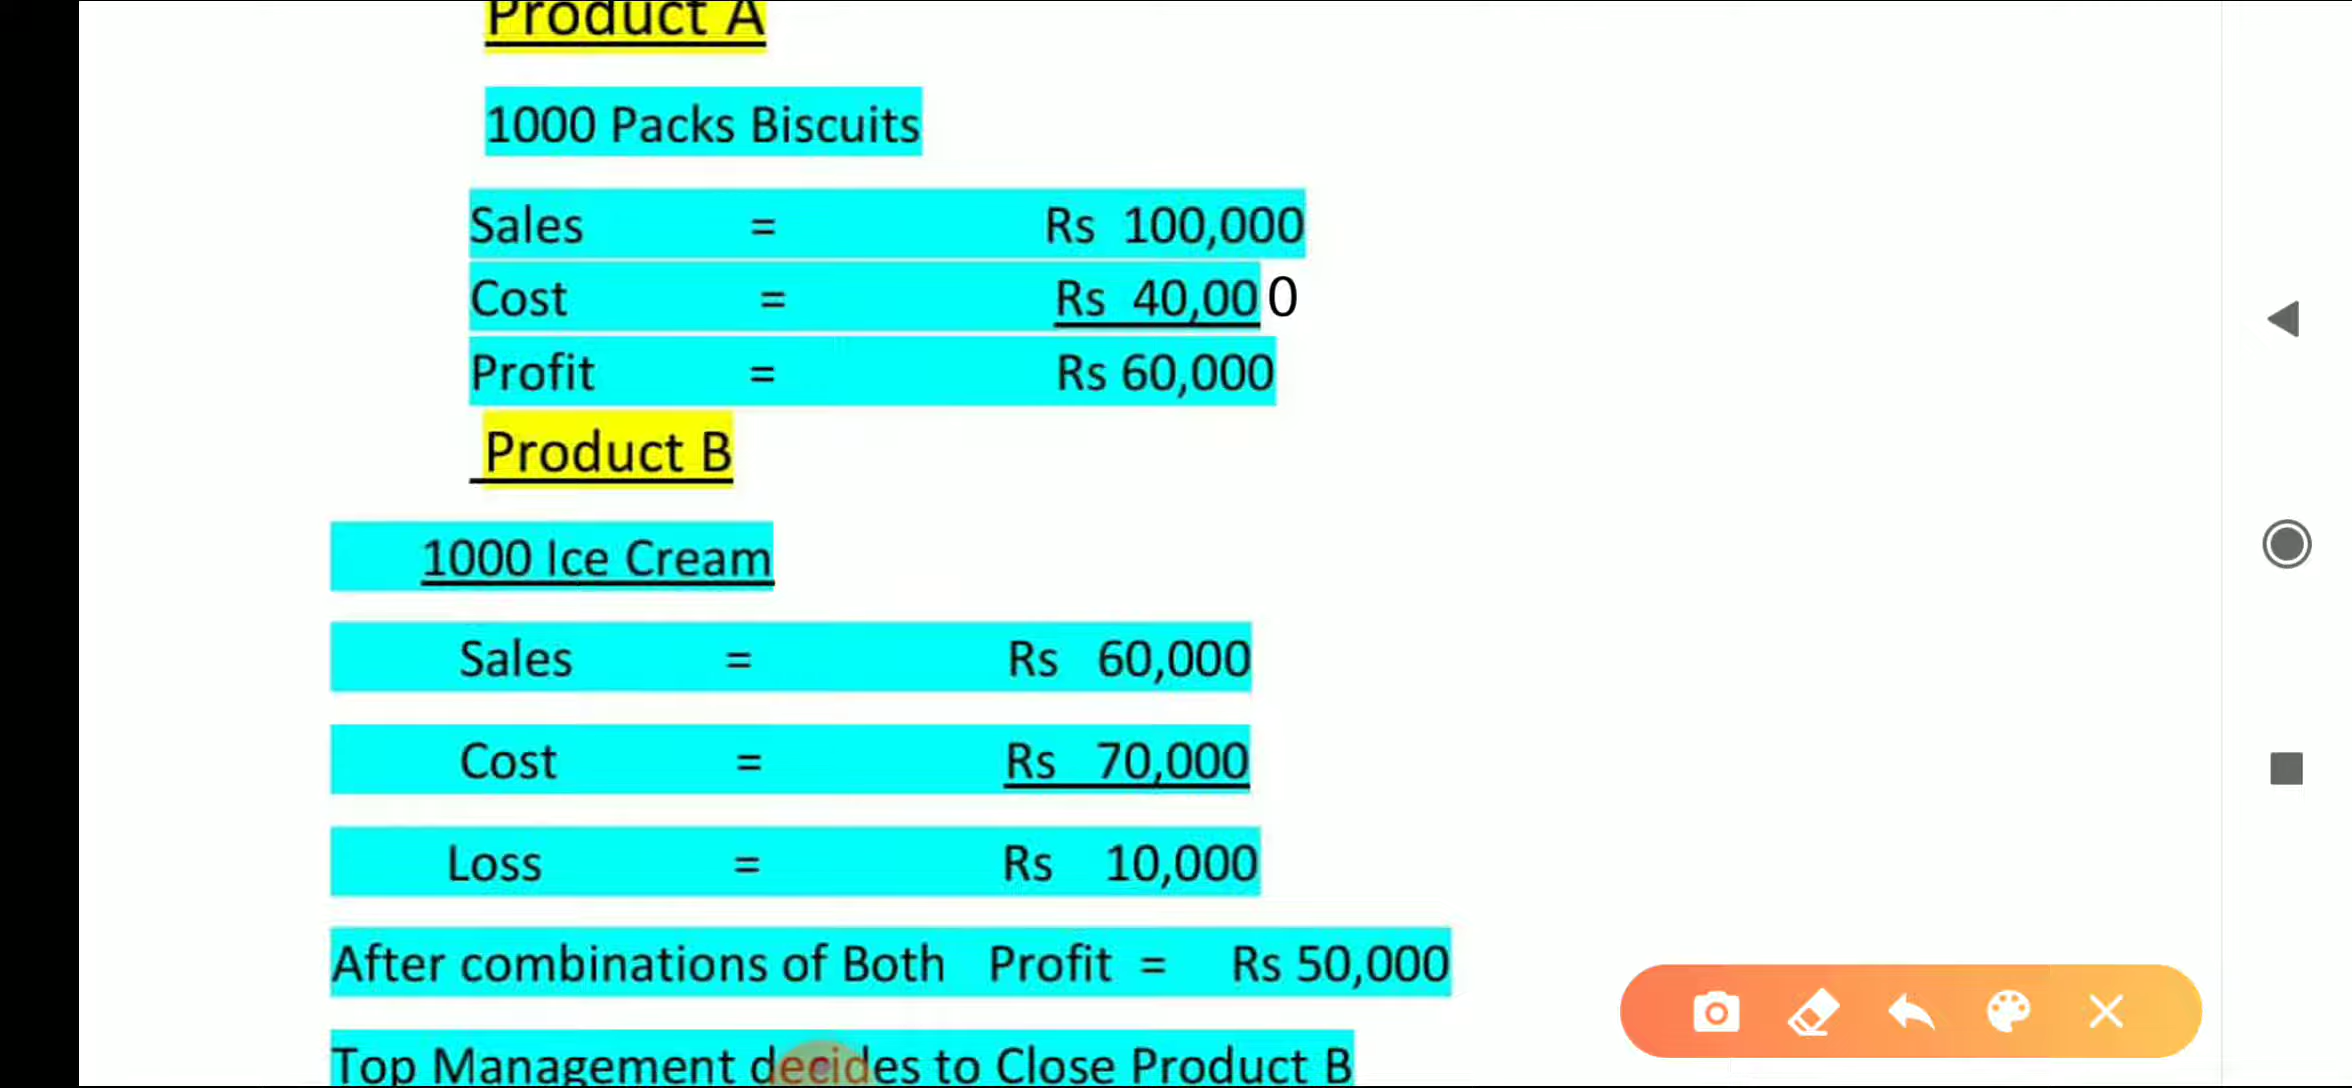 Product A
1000 Packs Biscuits
Sales = Rs 100,000
Cost = Rs 40,000
Profit = Rs 60,000
Product B
1000 Ice Cream
Sales = Rs 60,000
Cost = Rs 70,000
Loss = Rs 10,000
After combinations of Both Profit = Rs 50,000
Top Management decides to Close Product B